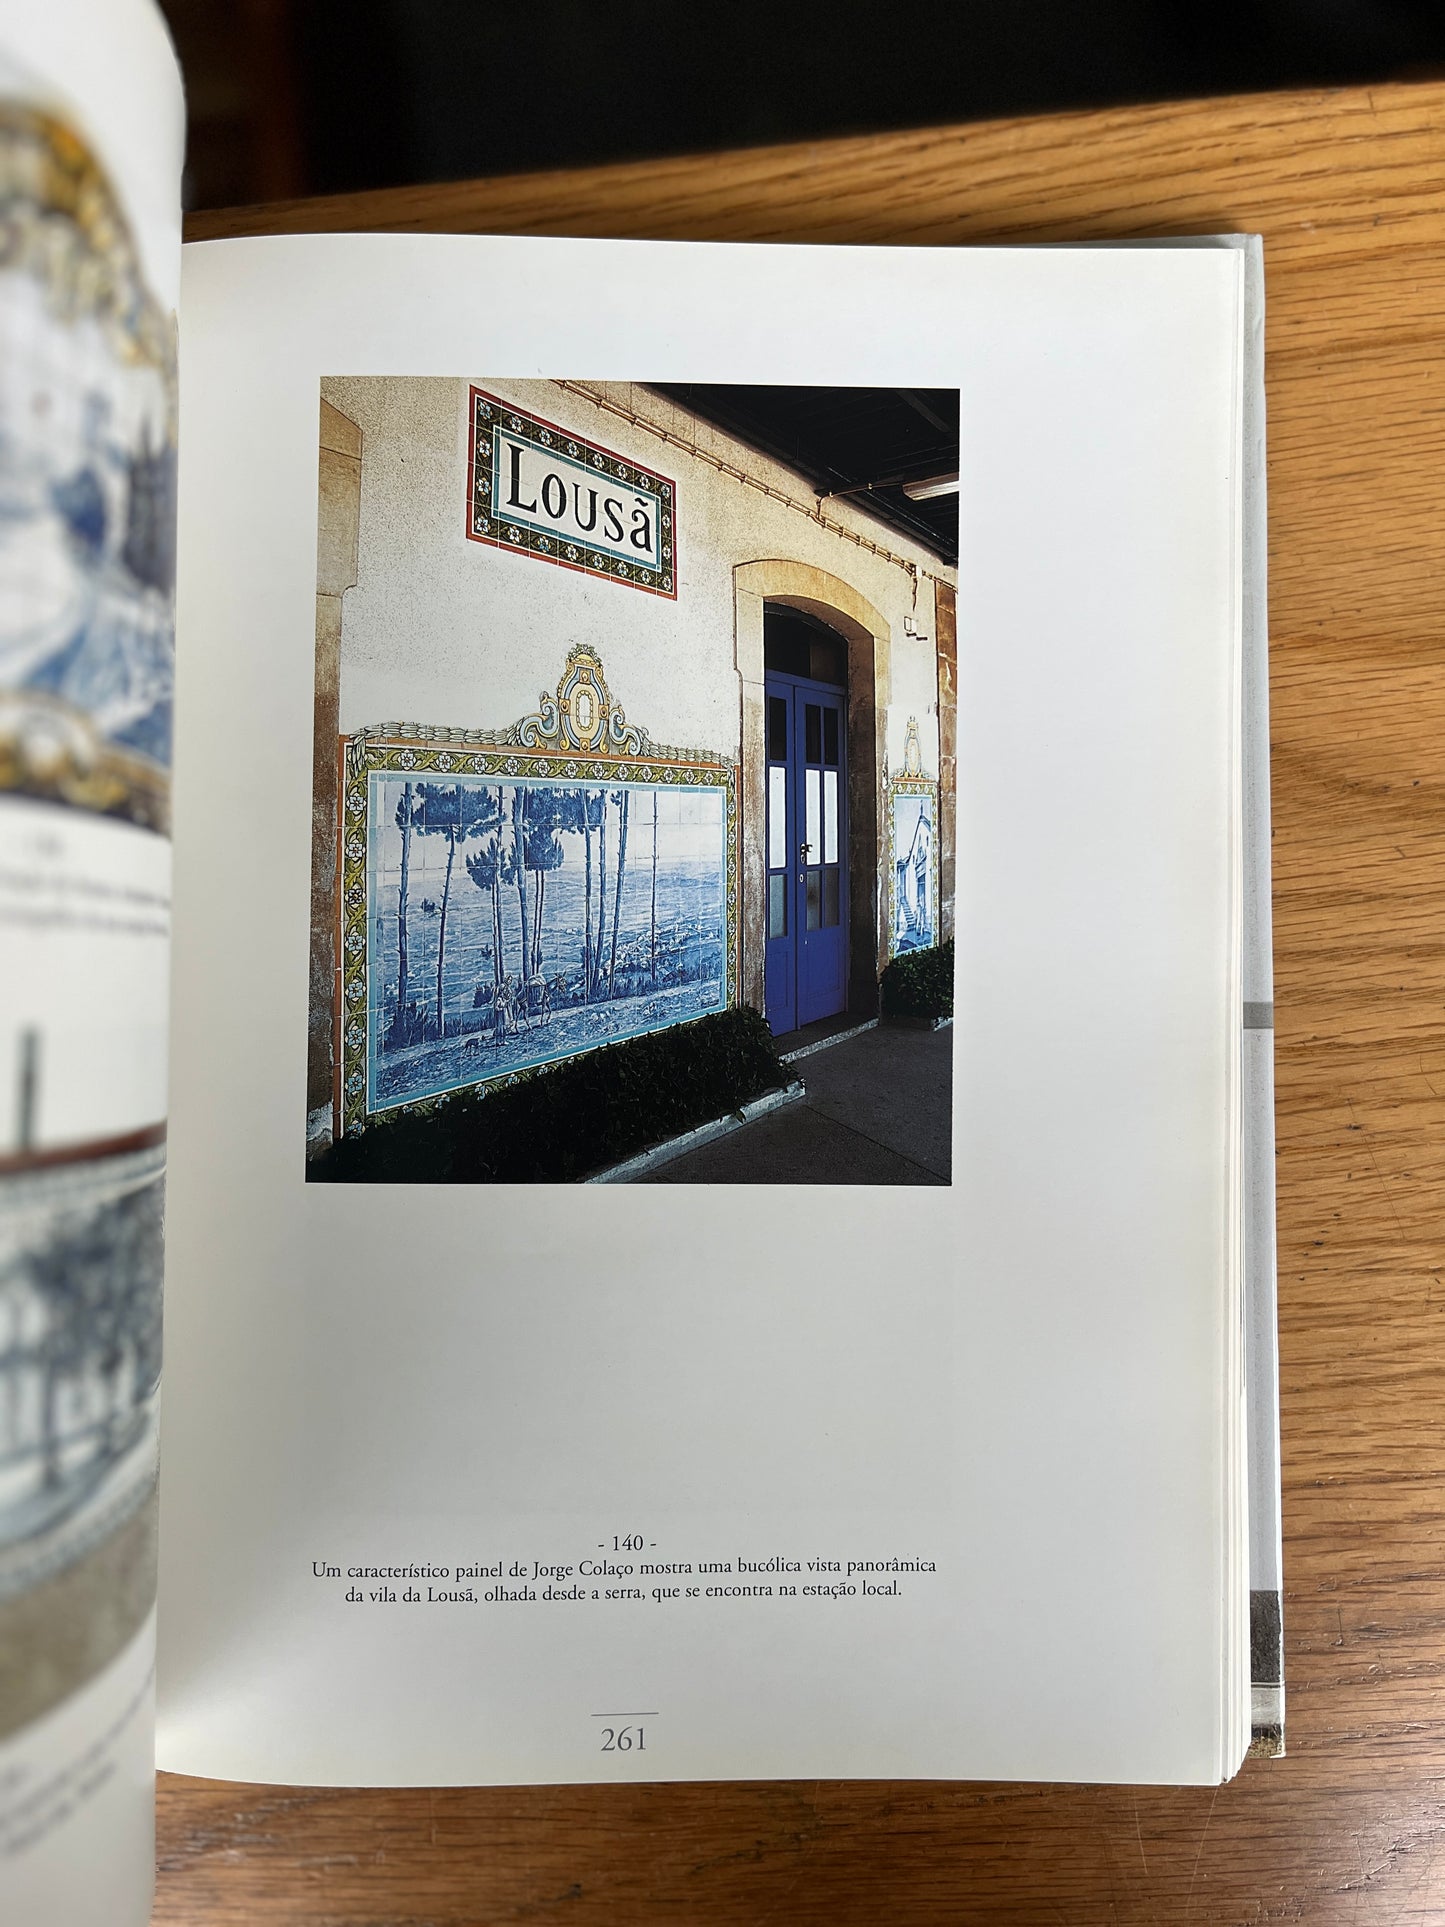 Lousã
- 140 -
Um característico painel de Jorge Colaço mostra uma bucólica vista panorâmica
da vila da Lousã, olhada desde a serra, que se encontra na estação local.
261